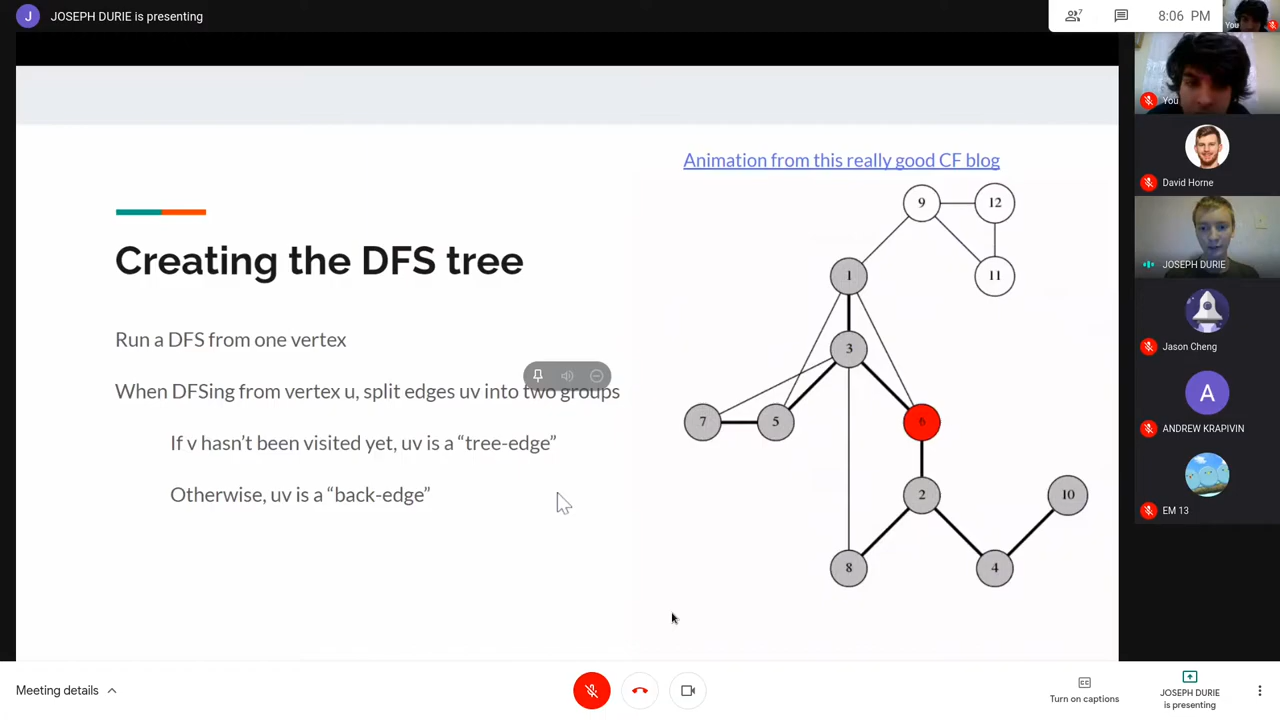 J JOSEPH DURIE is presenting
7
8:06 PM
You
You
David Horne
JOSEPH DURIE
Jason Cheng
A
ANDREW KRAPIVIN
EM 13
Animation from this really good CF blog
Creating the DFS tree
Run a DFS from one vertex
When DFSing from vertex u, split edges uv into two groups
If v hasn't been visited yet, uv is a “tree-edge”
Otherwise, uv is a “back-edge”
9 12
1 11
3
7 5 6
2 10
8 4
Meeting details
CC
Turn on captions
JOSEPH DURIE
is presenting